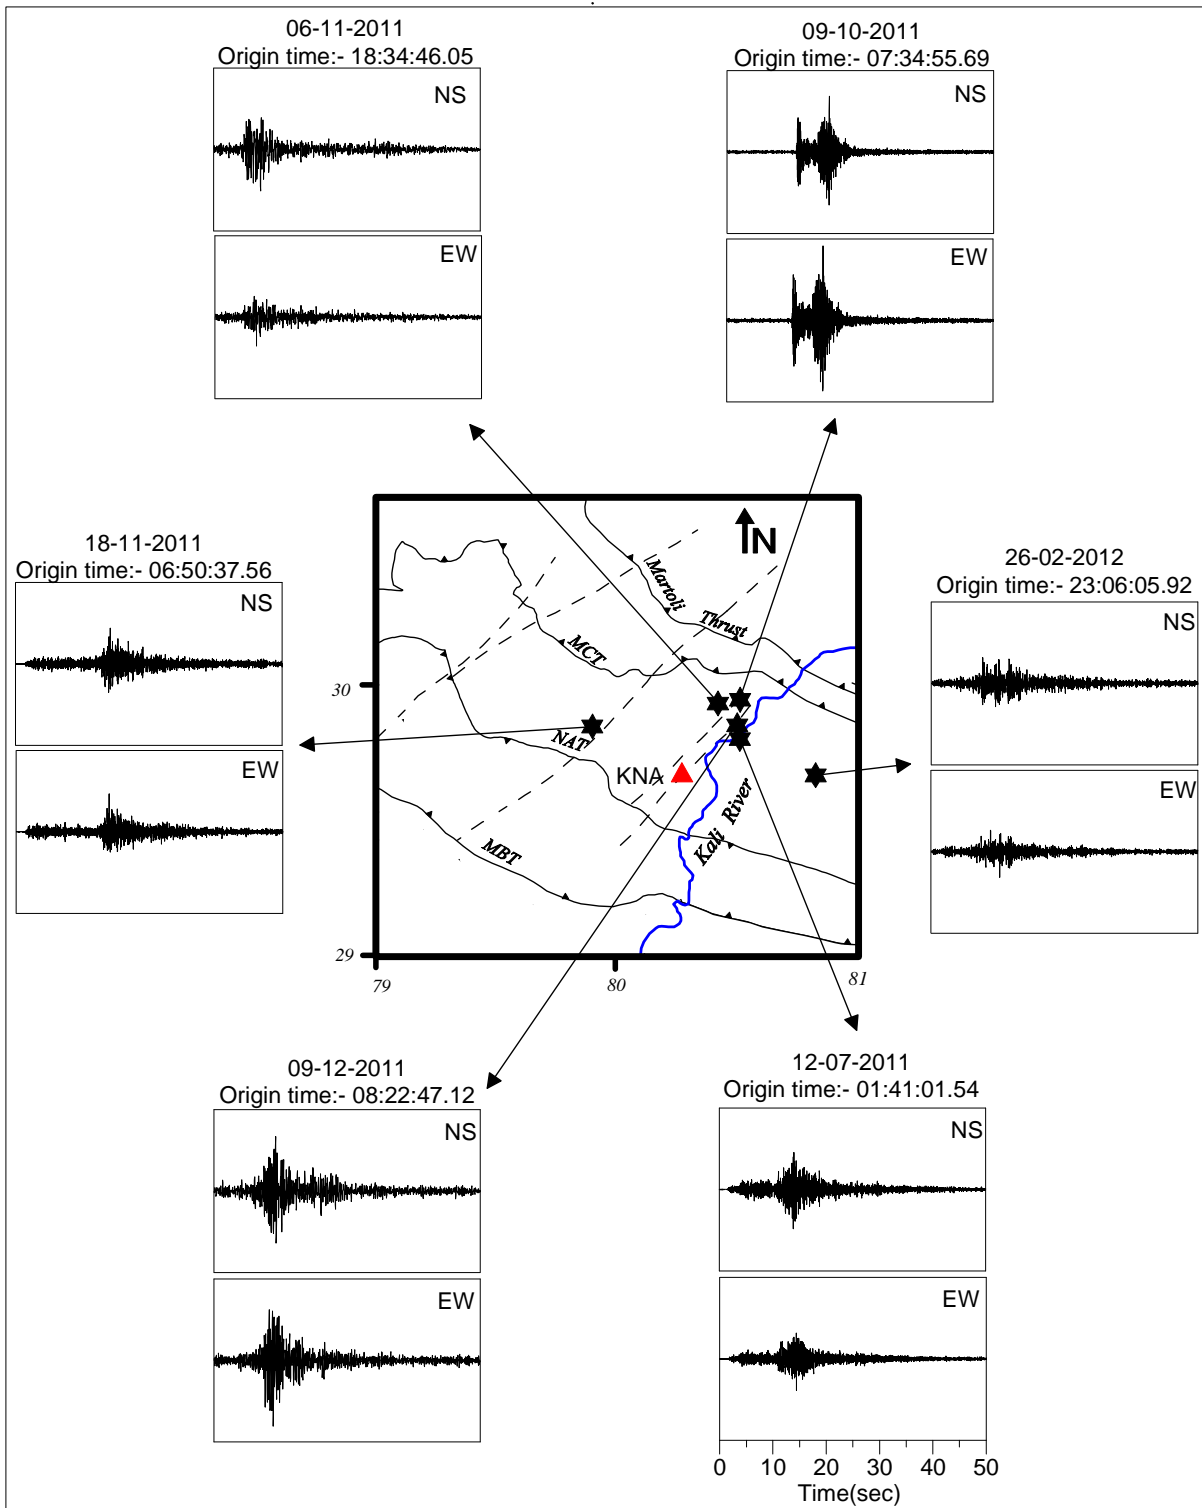 06-11-2011
Origin time:- 18:34:46.05
NS
EW
09-10-2011
Origin time:- 07:34:55.69
NS
EW
18-11-2011
Origin time:- 06:50:37.56
NS
EW
N
Martoli
Thrust
MCT
NAT
KNA
MBT
Kali River
30
29
79
80
81
26-02-2012
Origin time:- 23:06:05.92
NS
EW
09-12-2011
Origin time:- 08:22:47.12
NS
EW
12-07-2011
Origin time:- 01:41:01.54
NS
EW
0 10 20 30 40 50
Time(sec)